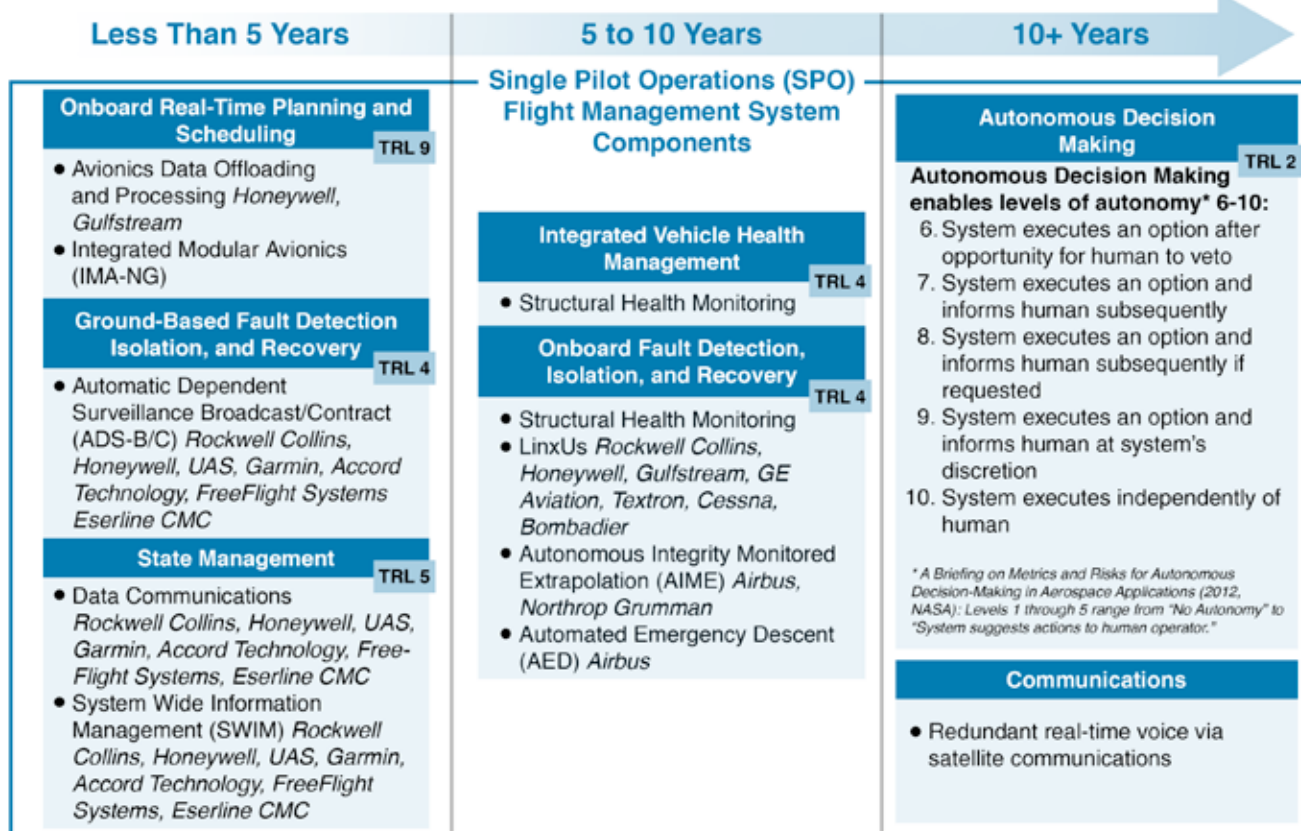 Less Than 5 Years
5 to 10 Years
10+ Years
Single Pilot Operations (SPO)
Flight Management System
Components
Onboard Real-Time Planning and
Scheduling
TRL 9
● Avionics Data Offloading
and Processing Honeywell,
Gulfstream
● Integrated Modular Avionics
(IMA-NG)
Ground-Based Fault Detection
Isolation, and Recovery
TRL 4
● Automatic Dependent
Surveillance Broadcast/Contract
(ADS-B/C) Rockwell Collins,
Honeywell, UAS, Garmin, Accord
Technology, FreeFlight Systems
Eserline CMC
State Management
TRL 5
● Data Communications
Rockwell Collins, Honeywell, UAS,
Garmin, Accord Technology, Free-
Flight Systems, Eserline CMC
● System Wide Information
Management (SWIM) Rockwell
Collins, Honeywell, UAS, Garmin,
Accord Technology, FreeFlight
Systems, Eserline CMC
Integrated Vehicle Health
Management
TRL 4
● Structural Health Monitoring
Onboard Fault Detection,
Isolation, and Recovery
TRL 4
● Structural Health Monitoring
● LinxUs Rockwell Collins,
Honeywell, Gulfstream, GE
Aviation, Textron, Cessna,
Bombadier
● Autonomous Integrity Monitored
Extrapolation (AIME) Airbus,
Northrop Grumman
● Automated Emergency Descent
(AED) Airbus
Autonomous Decision
Making
TRL 2
Autonomous Decision Making
enables levels of autonomy* 6-10:
6. System executes an option after
opportunity for human to veto
7. System executes an option and
informs human subsequently
8. System executes an option and
informs human subsequently if
requested
9. System executes an option and
informs human at system's
discretion
10. System executes independently of
human
* A Briefing on Metrics and Risks for Autonomous
Decision-Making in Aerospace Applications (2012,
NASA): Levels 1 through 5 range from "No Autonomy" to
"System suggests actions to human operator."
Communications
● Redundant real-time voice via
satellite communications